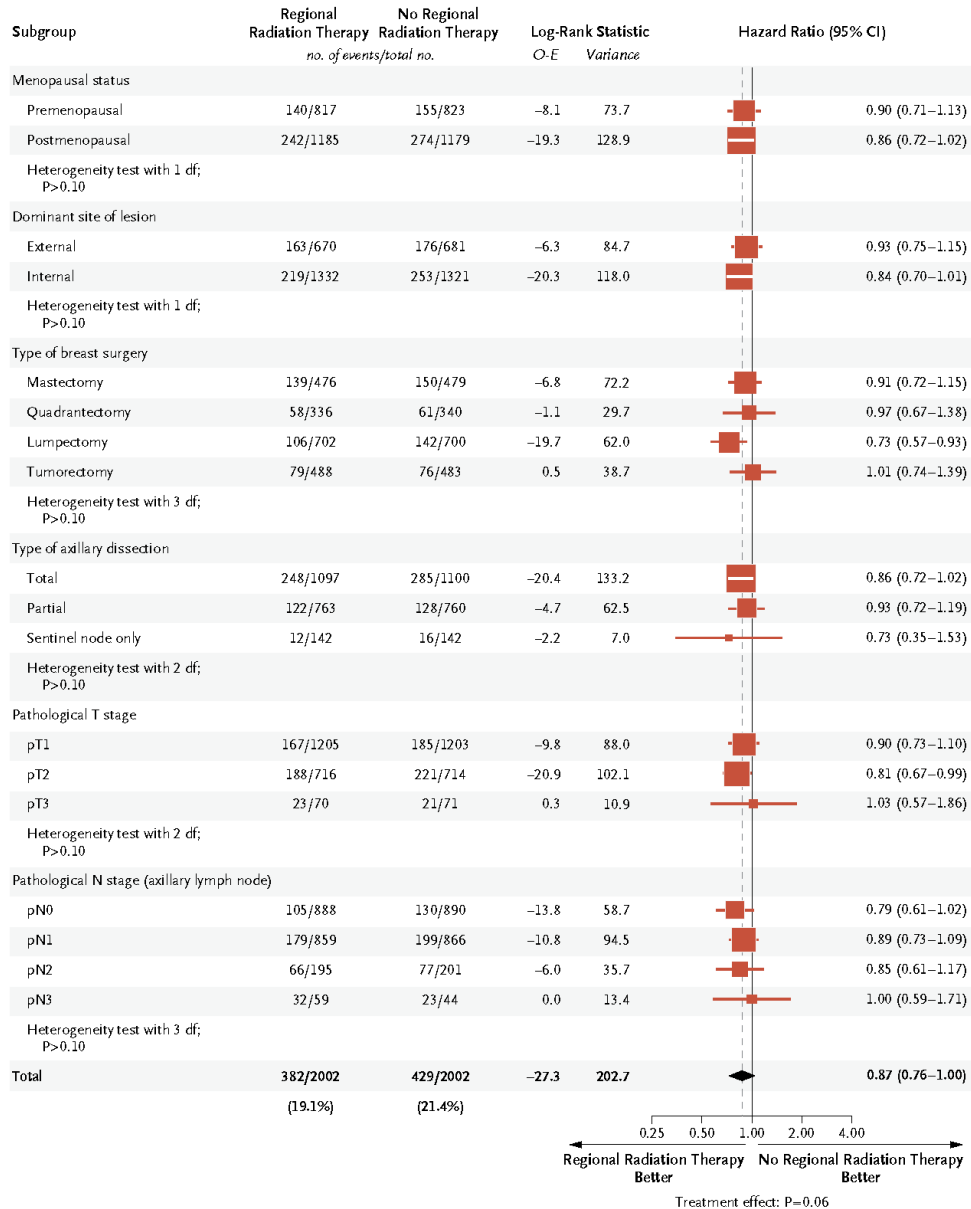 Regional No Regional
Subgroup Radiation Therapy Radiation Therapy Log-Rank Statistic Hazard Ratio (95% CI)
no. of events/total no. O-E Variance
Menopausal status
Premenopausal 140/817 155/823 −8.1 73.7 0.90 (0.71–1.13)
Postmenopausal 242/1185 274/1179 −19.3 128.9 0.86 (0.72–1.02)
Heterogeneity test with 1 df;
P>0.10
Dominant site of lesion
External 163/670 176/681 −6.3 84.7 0.93 (0.75–1.15)
Internal 219/1332 253/1321 −20.3 118.0 0.84 (0.70–1.01)
Heterogeneity test with 1 df;
P>0.10
Type of breast surgery
Mastectomy 139/476 150/479 −6.8 72.2 0.91 (0.72–1.15)
Quadrantectomy 58/336 61/340 −1.1 29.7 0.97 (0.67–1.38)
Lumpectomy 106/702 142/700 −19.7 62.0 0.73 (0.57–0.93)
Tumorectomy 79/488 76/483 0.5 38.7 1.01 (0.74–1.39)
Heterogeneity test with 3 df;
P>0.10
Type of axillary dissection
Total 248/1097 285/1100 −20.4 133.2 0.86 (0.72–1.02)
Partial 122/763 128/760 −4.7 62.5 0.93 (0.72–1.19)
Sentinel node only 12/142 16/142 −2.2 7.0 0.73 (0.35–1.53)
Heterogeneity test with 2 df;
P>0.10
Pathological T stage
pT1 167/1205 185/1203 −9.8 88.0 0.90 (0.73–1.10)
pT2 188/716 221/714 −20.9 102.1 0.81 (0.67–0.99)
pT3 23/70 21/71 0.3 10.9 1.03 (0.57–1.86)
Heterogeneity test with 2 df;
P>0.10
Pathological N stage (axillary lymph node)
pN0 105/888 130/890 −13.8 58.7 0.79 (0.61–1.02)
pN1 179/859 199/866 −10.8 94.5 0.89 (0.73–1.09)
pN2 66/195 77/201 −6.0 35.7 0.85 (0.61–1.17)
pN3 32/59 23/44 0.0 13.4 1.00 (0.59–1.71)
Heterogeneity test with 3 df;
P>0.10
Total 382/2002 429/2002 −27.3 202.7 0.87 (0.76–1.00)
(19.1%) (21.4%)
0.25 0.50 1.00 2.00 4.00
Regional Radiation Therapy No Regional Radiation Therapy
Better Better
Treatment effect: P=0.06